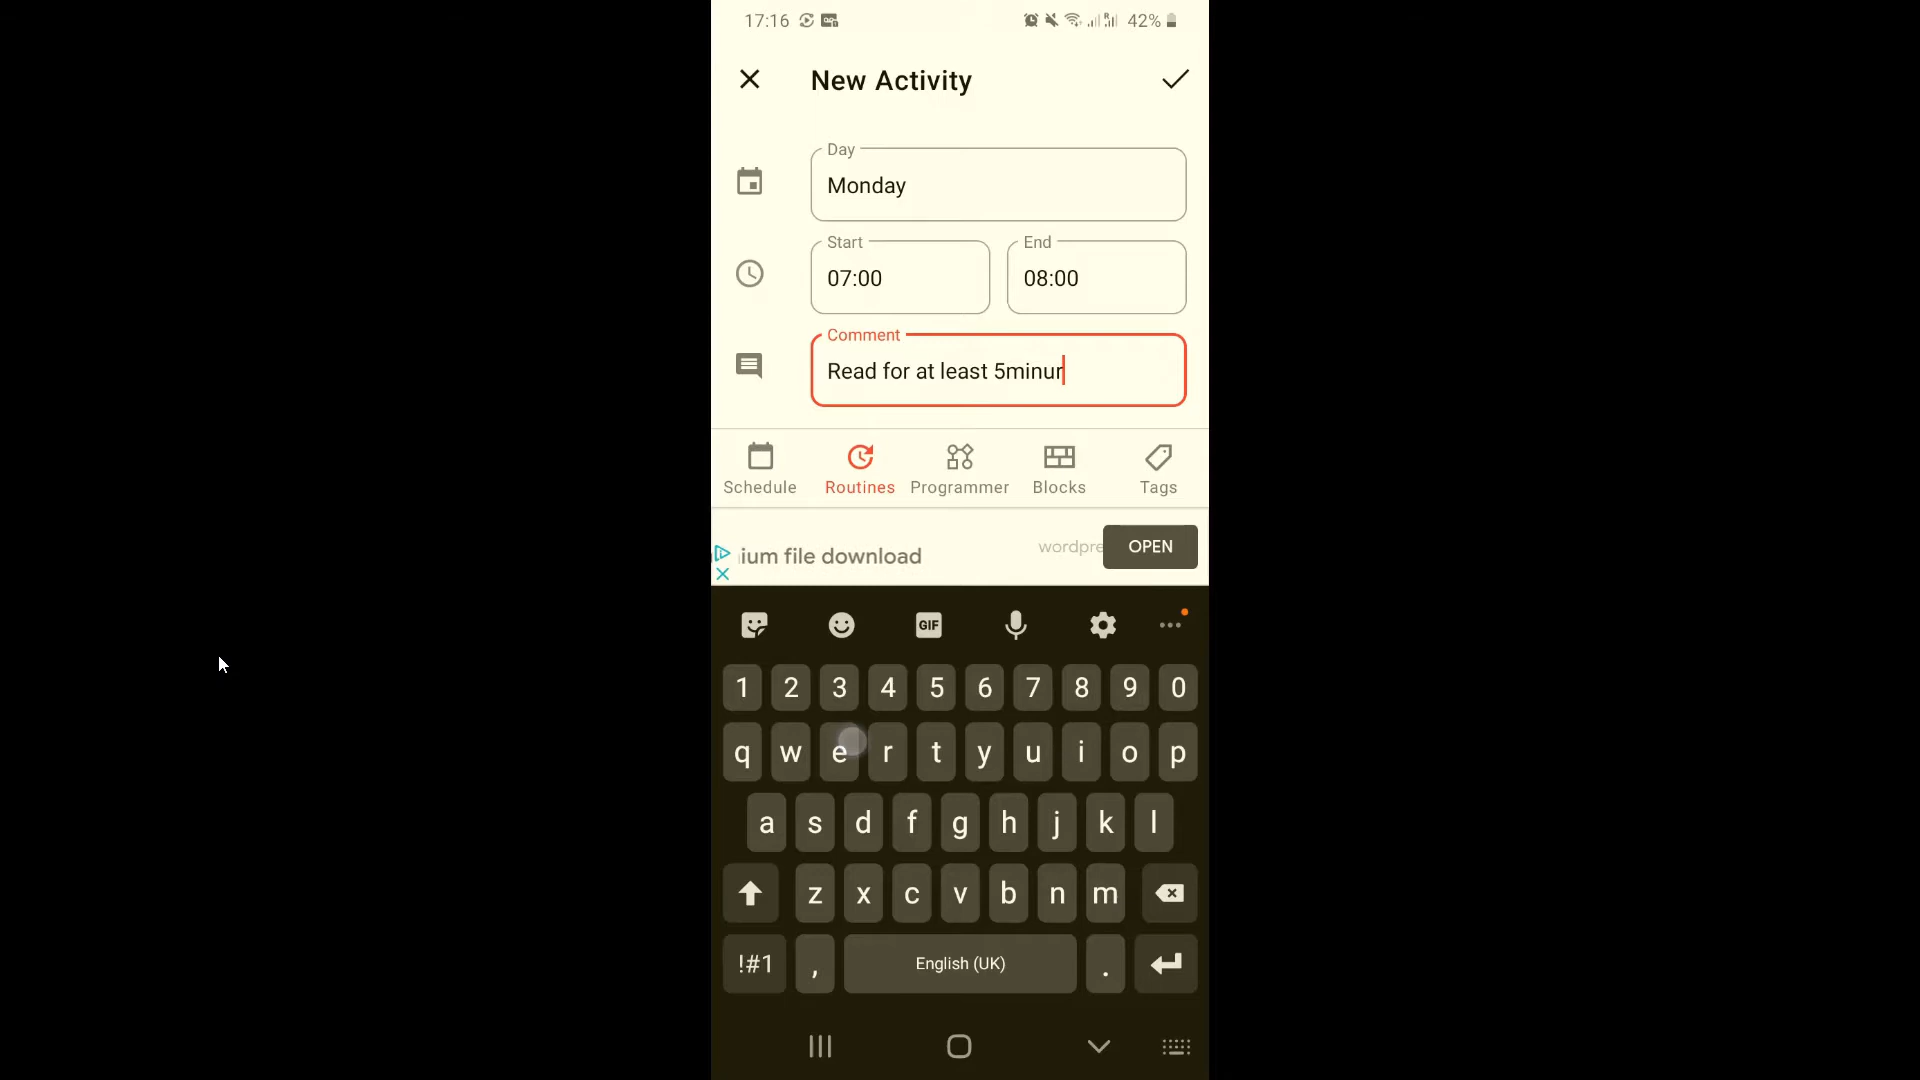 17:16
42%
New Activity
Day
Monday
Start
End
07:00
08:00
Comment
Read for at least 5minur
Schedule
Routines
Programmer
Blocks
Tags
ium file download
wordpre
OPEN
GIF
1 2 3 4 5 6 7 8 9 0
q w e r t y u i o p
a s d f g h j k l
z x c v b n m
!#1 , English (UK) .